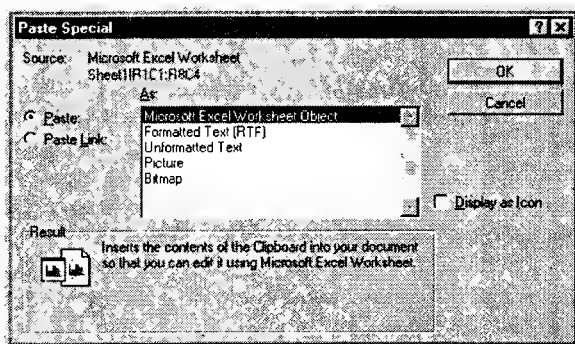 Paste Special
Source: Microsoft Excel Worksheet
Sheet1!R1C1:R8C4
OK
Cancel
As:
Paste:
Paste Link:
Microsoft Excel Worksheet Object
Formatted Text (RTF)
Unformatted Text
Picture
Bitmap
Display as Icon
Result
Inserts the contents of the Clipboard into your document
so that you can edit it using Microsoft Excel Worksheet.